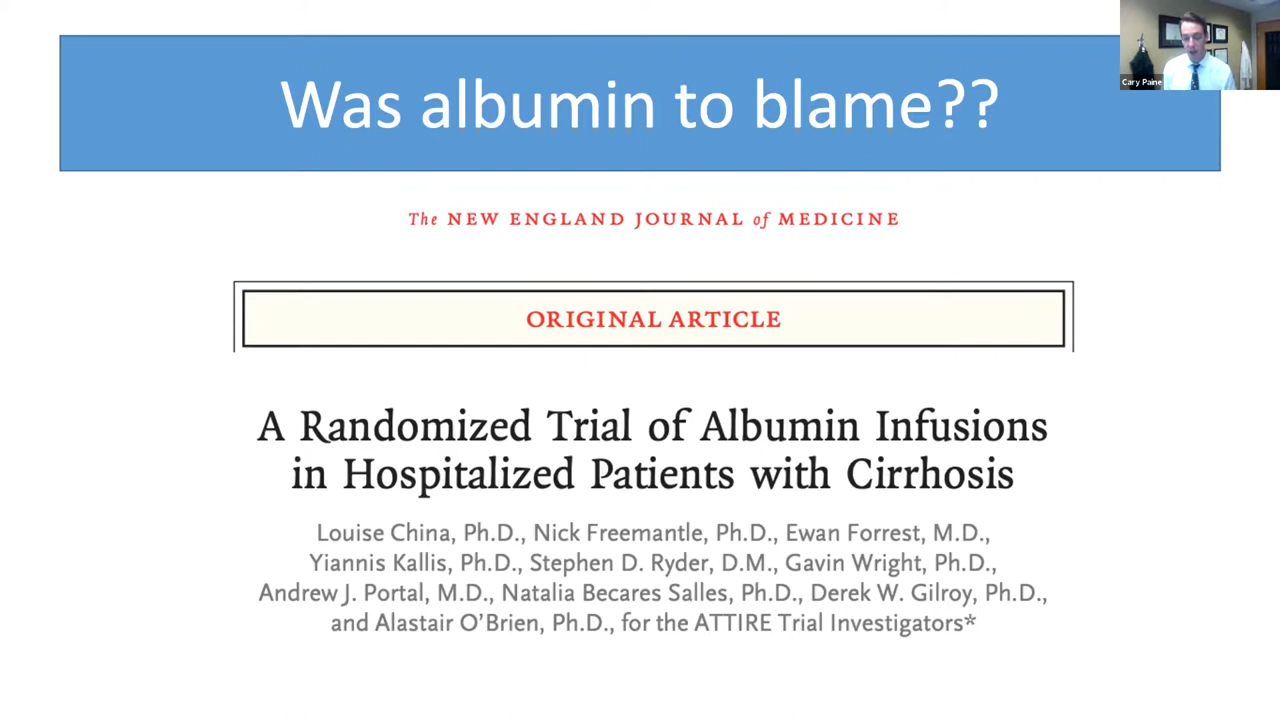 Was albumin to blame??
Cary Paine
The NEW ENGLAND JOURNAL of MEDICINE
ORIGINAL ARTICLE
A Randomized Trial of Albumin Infusions
in Hospitalized Patients with Cirrhosis
Louise China, Ph.D., Nick Freemantle, Ph.D., Ewan Forrest, M.D.,
Yiannis Kallis, Ph.D., Stephen D. Ryder, D.M., Gavin Wright, Ph.D.,
Andrew J. Portal, M.D., Natalia Becares Salles, Ph.D., Derek W. Gilroy, Ph.D.,
and Alastair O’Brien, Ph.D., for the ATTIRE Trial Investigators*